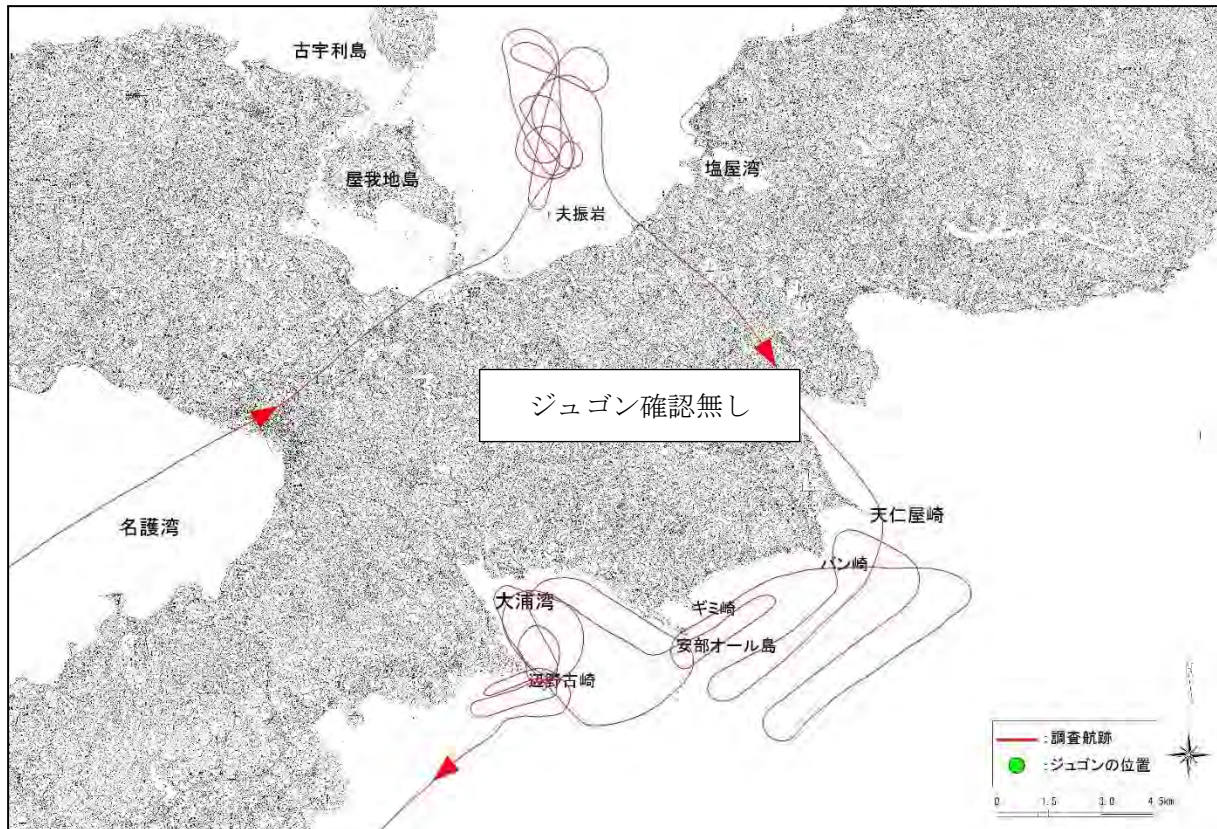 古宇利島
屋我地島
塩屋湾
夫振岩
ジュゴン確認無し
名護湾
天仁屋崎
バン崎
大浦湾
ギミ崎
安部オール島
辺野古崎
:調査航跡
:ジュゴンの位置
0 1.5 3.0 4.5km